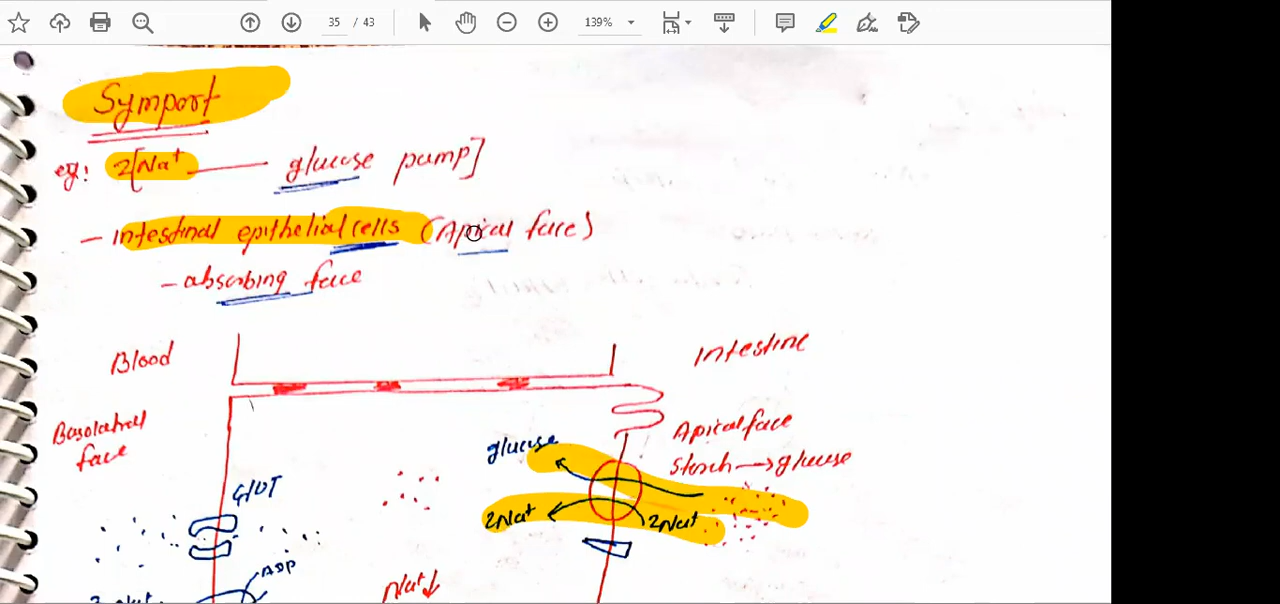 35 / 43
139%
Symport
eg: 2[Na+ — glucose pump]
— Intestinal epithelial cells (Apical face)
— absorbing face
Blood
Intestine
Basolateral
face
Apical face
Starch → glucose
glucose
GLUT
2Na+
2Na+
ADP
Na+↓